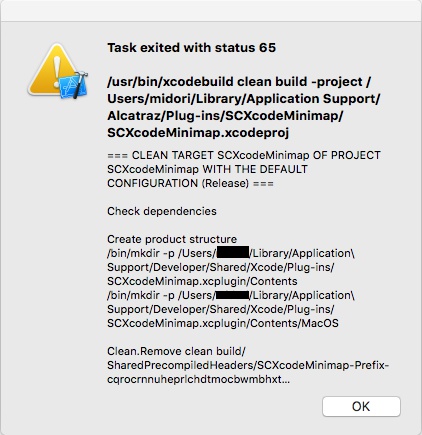 Task exited with status 65
/usr/bin/xcodebuild clean build -project /
Users/midori/Library/Application Support/
Alcatraz/Plug-ins/SCXcodeMinimap/
SCXcodeMinimap.xcodeproj
=== CLEAN TARGET SCXcodeMinimap OF PROJECT
SCXcodeMinimap WITH THE DEFAULT
CONFIGURATION (Release) ===
Check dependencies
Create product structure
/bin/mkdir -p /Users/ /Library/Application\
Support/Developer/Shared/Xcode/Plug-ins/
SCXcodeMinimap.xcplugin/Contents
/bin/mkdir -p /Users/ /Library/Application\
Support/Developer/Shared/Xcode/Plug-ins/
SCXcodeMinimap.xcplugin/Contents/MacOS
Clean.Remove clean build/
SharedPrecompiledHeaders/SCXcodeMinimap-Prefix-
cqrocrnnuheprlchdtmocbwmbhxt...
OK